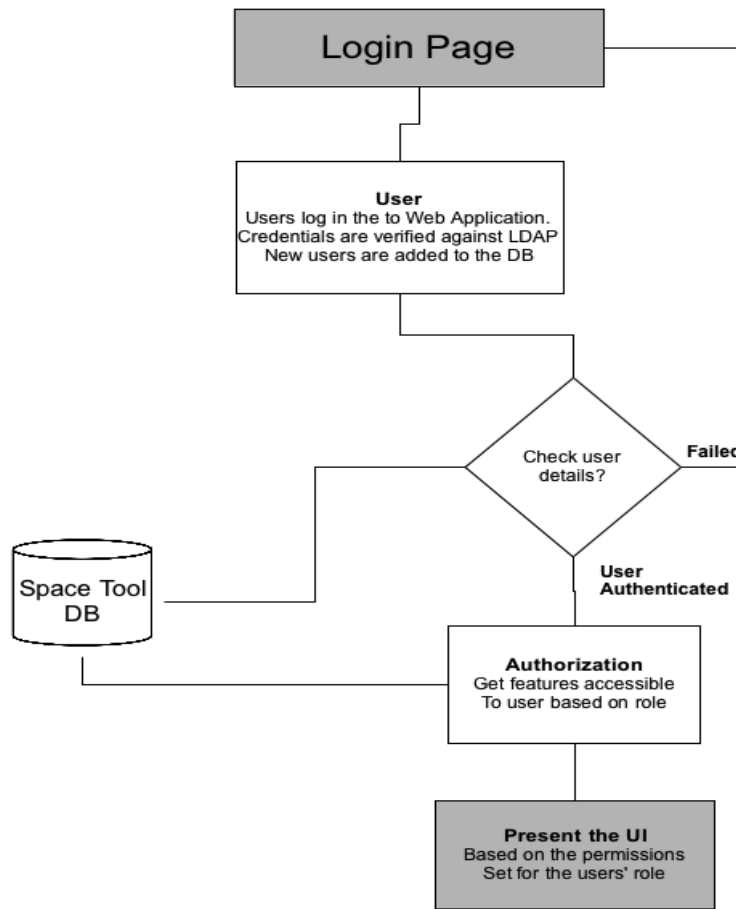 Login Page
User
Users log in the to Web Application.
Credentials are verified against LDAP
New users are added to the DB
Check user
details?
Failed
User
Authenticated
Space Tool
DB
Authorization
Get features accessible
To user based on role
Present the UI
Based on the permissions
Set for the users' role